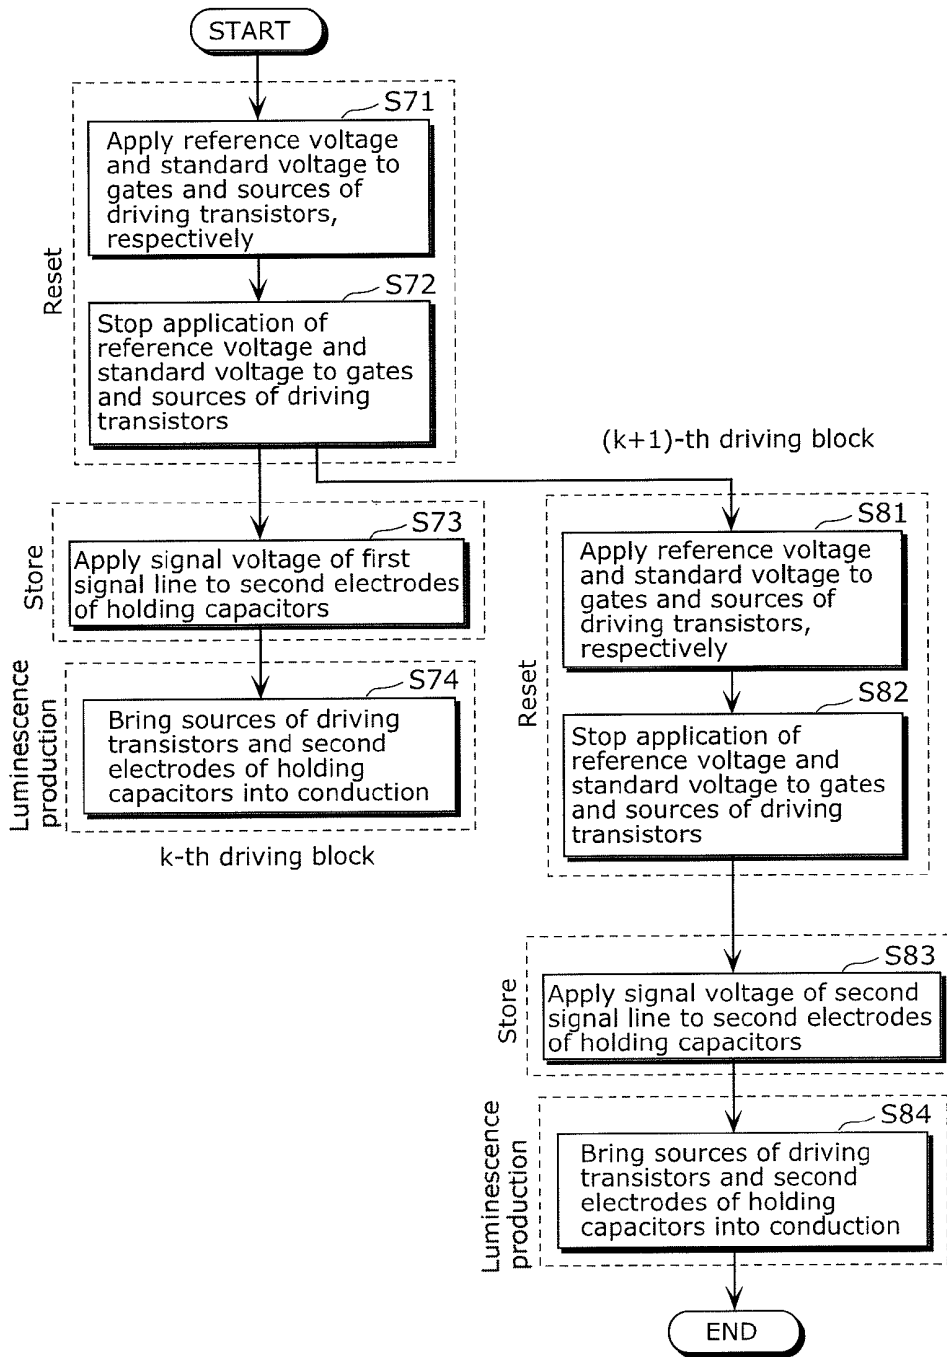 START
S71
Apply reference voltage
and standard voltage to
gates and sources of
driving transistors,
respectively
Reset
S72
Stop application of
reference voltage and
standard voltage to gates
and sources of driving
transistors
S73
Apply signal voltage of first
signal line to second electrodes
of holding capacitors
Store
S74
Bring sources of driving
transistors and second
electrodes of holding
capacitors into conduction
Luminescence
production
k-th driving block
(k+1)-th driving block
S81
Apply reference voltage
and standard voltage to
gates and sources of
driving transistors,
respectively
Reset
S82
Stop application of
reference voltage and
standard voltage to gates
and sources of driving
transistors
S83
Apply signal voltage of second
signal line to second electrodes
of holding capacitors
Store
S84
Bring sources of driving
transistors and second
electrodes of holding
capacitors into conduction
Luminescence
production
END